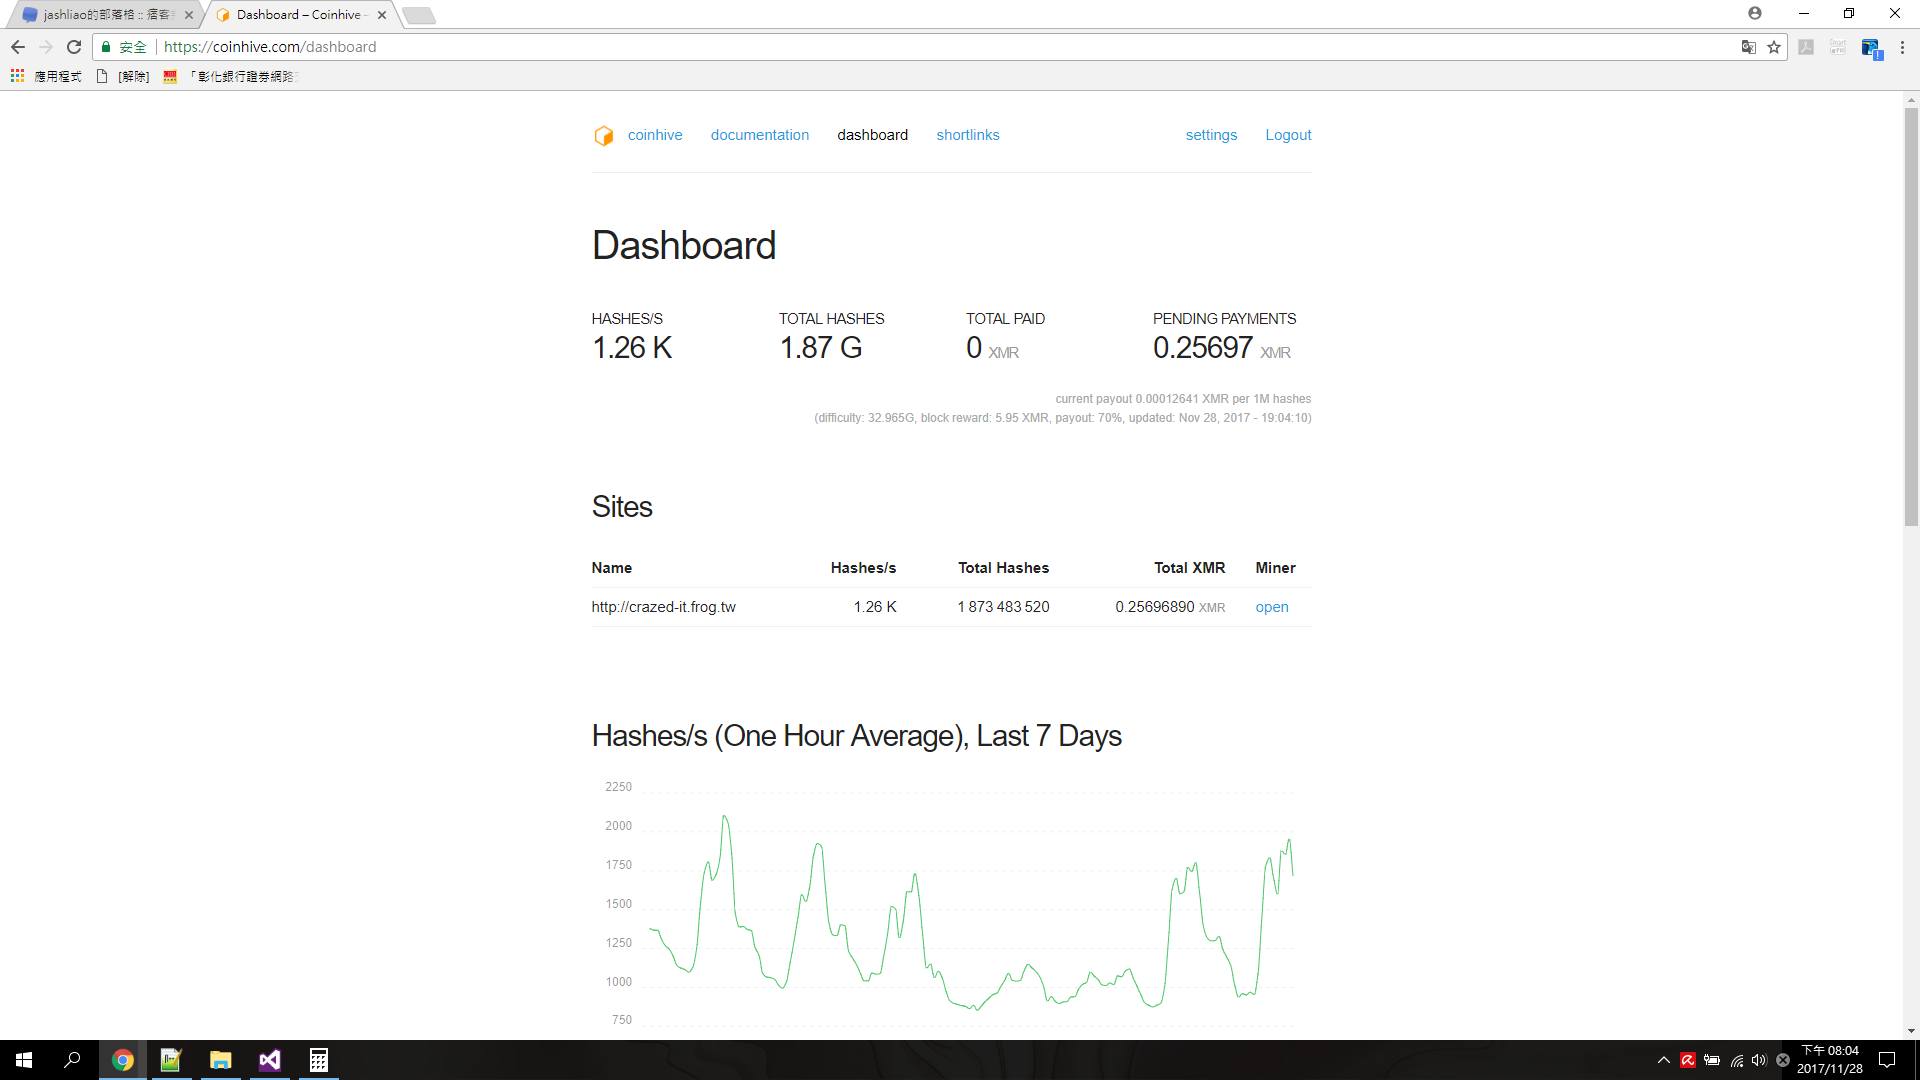 jashliao的部落格 :: 痞客
Dashboard – Coinhive -
安全 https://coinhive.com/dashboard
應用程式 [解除] 「彰化銀行證券網路
coinhive documentation dashboard shortlinks settings Logout
Dashboard
HASHES/S TOTAL HASHES TOTAL PAID PENDING PAYMENTS
1.26 K 1.87 G 0 XMR 0.25697 XMR
current payout 0.00012641 XMR per 1M hashes
(difficulty: 32.965G, block reward: 5.95 XMR, payout: 70%, updated: Nov 28, 2017 - 19:04:10)
Sites
Name Hashes/s Total Hashes Total XMR Miner
http://crazed-it.frog.tw 1.26 K 1 873 483 520 0.25696890 XMR open
Hashes/s (One Hour Average), Last 7 Days
2250
2000
1750
1500
1250
1000
750
下午 08:04
2017/11/28